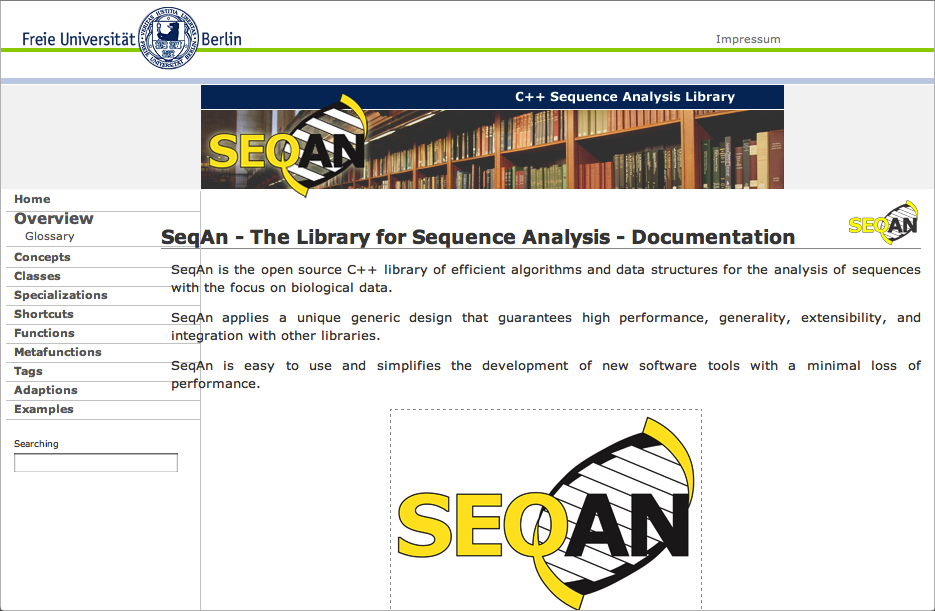 Freie Universität Berlin
Impressum
C++ Sequence Analysis Library
SEQAN
Home
Overview
Glossary
Concepts
Classes
Specializations
Shortcuts
Functions
Metafunctions
Tags
Adaptions
Examples
Searching
SEQAN
SeqAn - The Library for Sequence Analysis - Documentation
SeqAn is the open source C++ library of efficient algorithms and data structures for the analysis of sequences
with the focus on biological data.
SeqAn applies a unique generic design that guarantees high performance, generality, extensibility, and
integration with other libraries.
SeqAn is easy to use and simplifies the development of new software tools with a minimal loss of
performance.
SEQAN